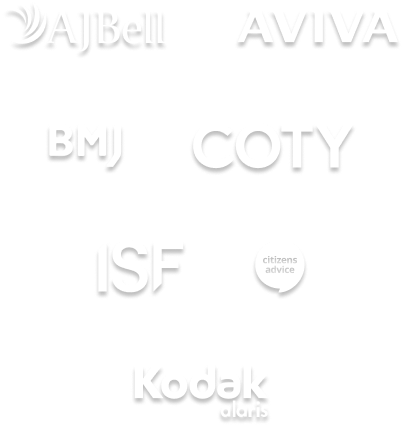 AJBell
AVIVA
BMJ
COTY
ISF
citizens
advice
Kodak
alaris